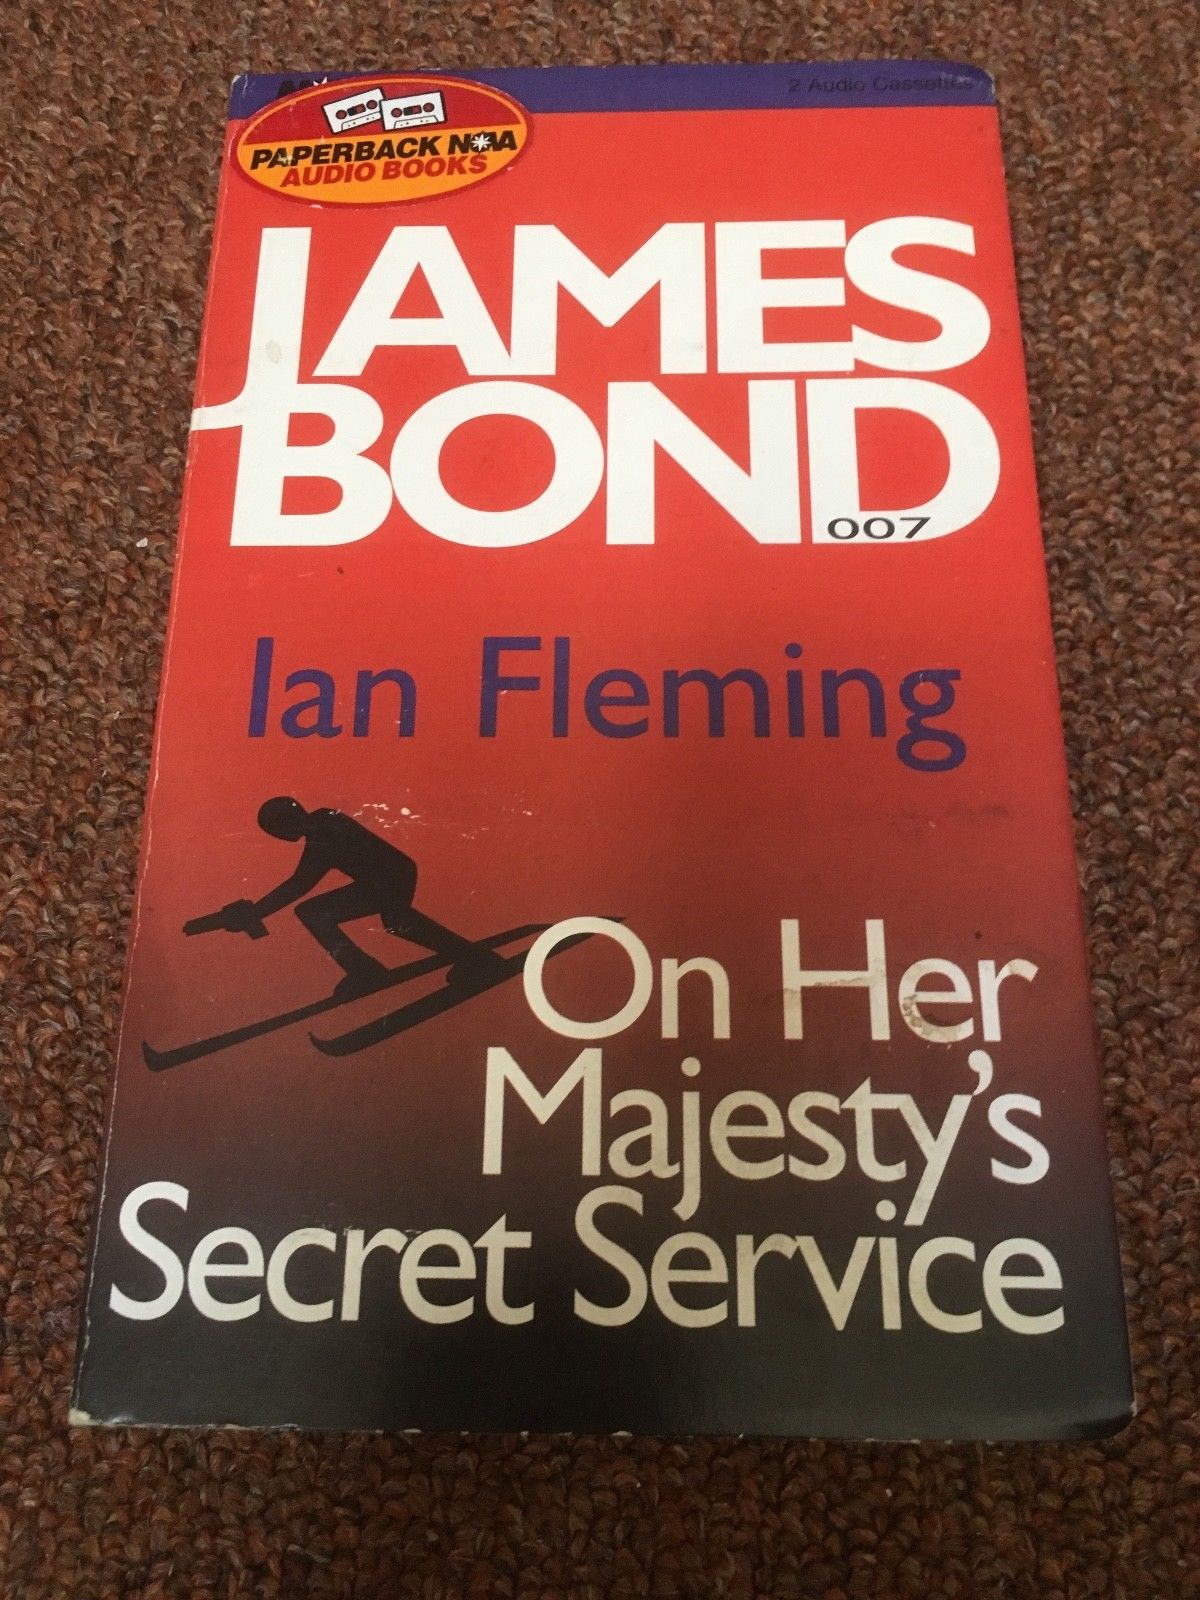 2 Audio Cassettes
PAPERBACK NOVA
AUDIO BOOKS
JAMES
BOND
007
Ian Fleming
On Her
Majesty's
Secret Service